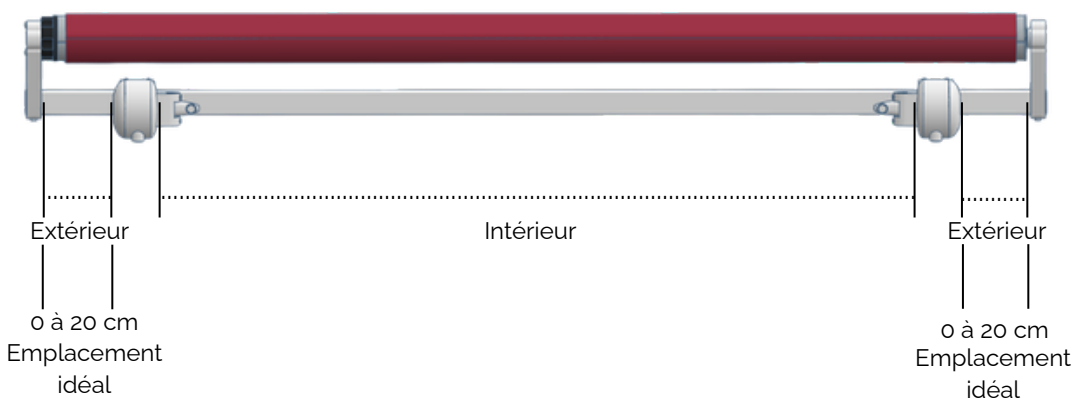 Extérieur
Intérieur
Extérieur
0 à 20 cm
Emplacement
idéal
0 à 20 cm
Emplacement
idéal